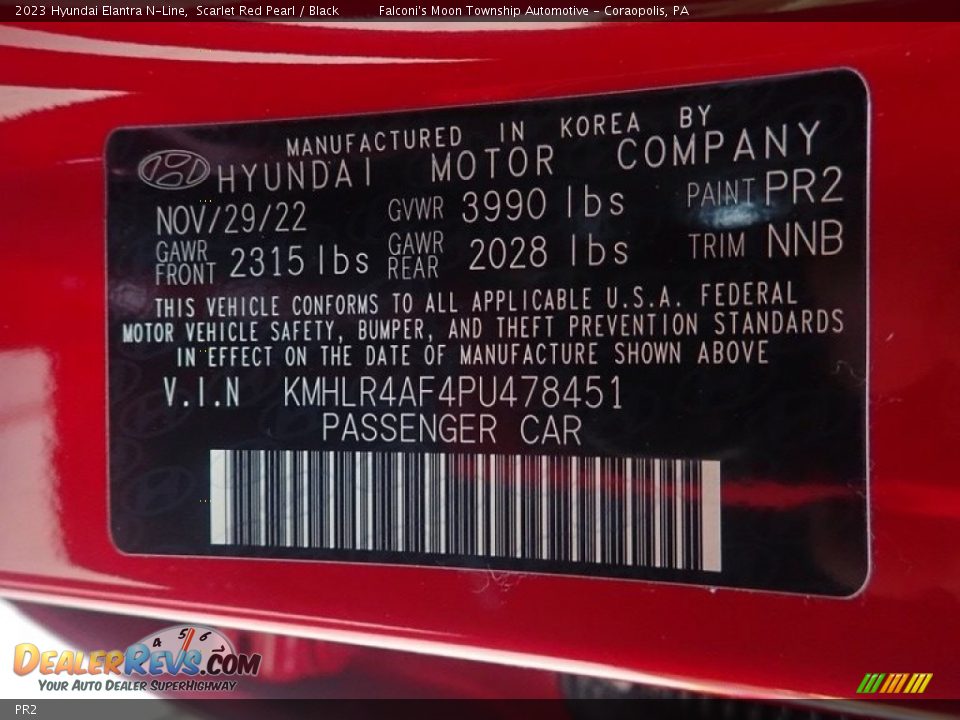 2023 Hyundai Elantra N-Line, Scarlet Red Pearl / Black Falconi's Moon Township Automotive - Coraopolis, PA
MANUFACTURED IN KOREA BY
HYUNDAI MOTOR COMPANY
NOV/29/22 GVWR 3990 lbs PAINT PR2
GAWR FRONT 2315 lbs GAWR REAR 2028 lbs TRIM NNB
THIS VEHICLE CONFORMS TO ALL APPLICABLE U.S.A. FEDERAL
MOTOR VEHICLE SAFETY, BUMPER, AND THEFT PREVENTION STANDARDS
IN EFFECT ON THE DATE OF MANUFACTURE SHOWN ABOVE
V.I.N KMHLR4AF4PU478451
PASSENGER CAR
4 5 6
DEALERREVS.COM
YOUR AUTO DEALER SUPERHIGHWAY
PR2